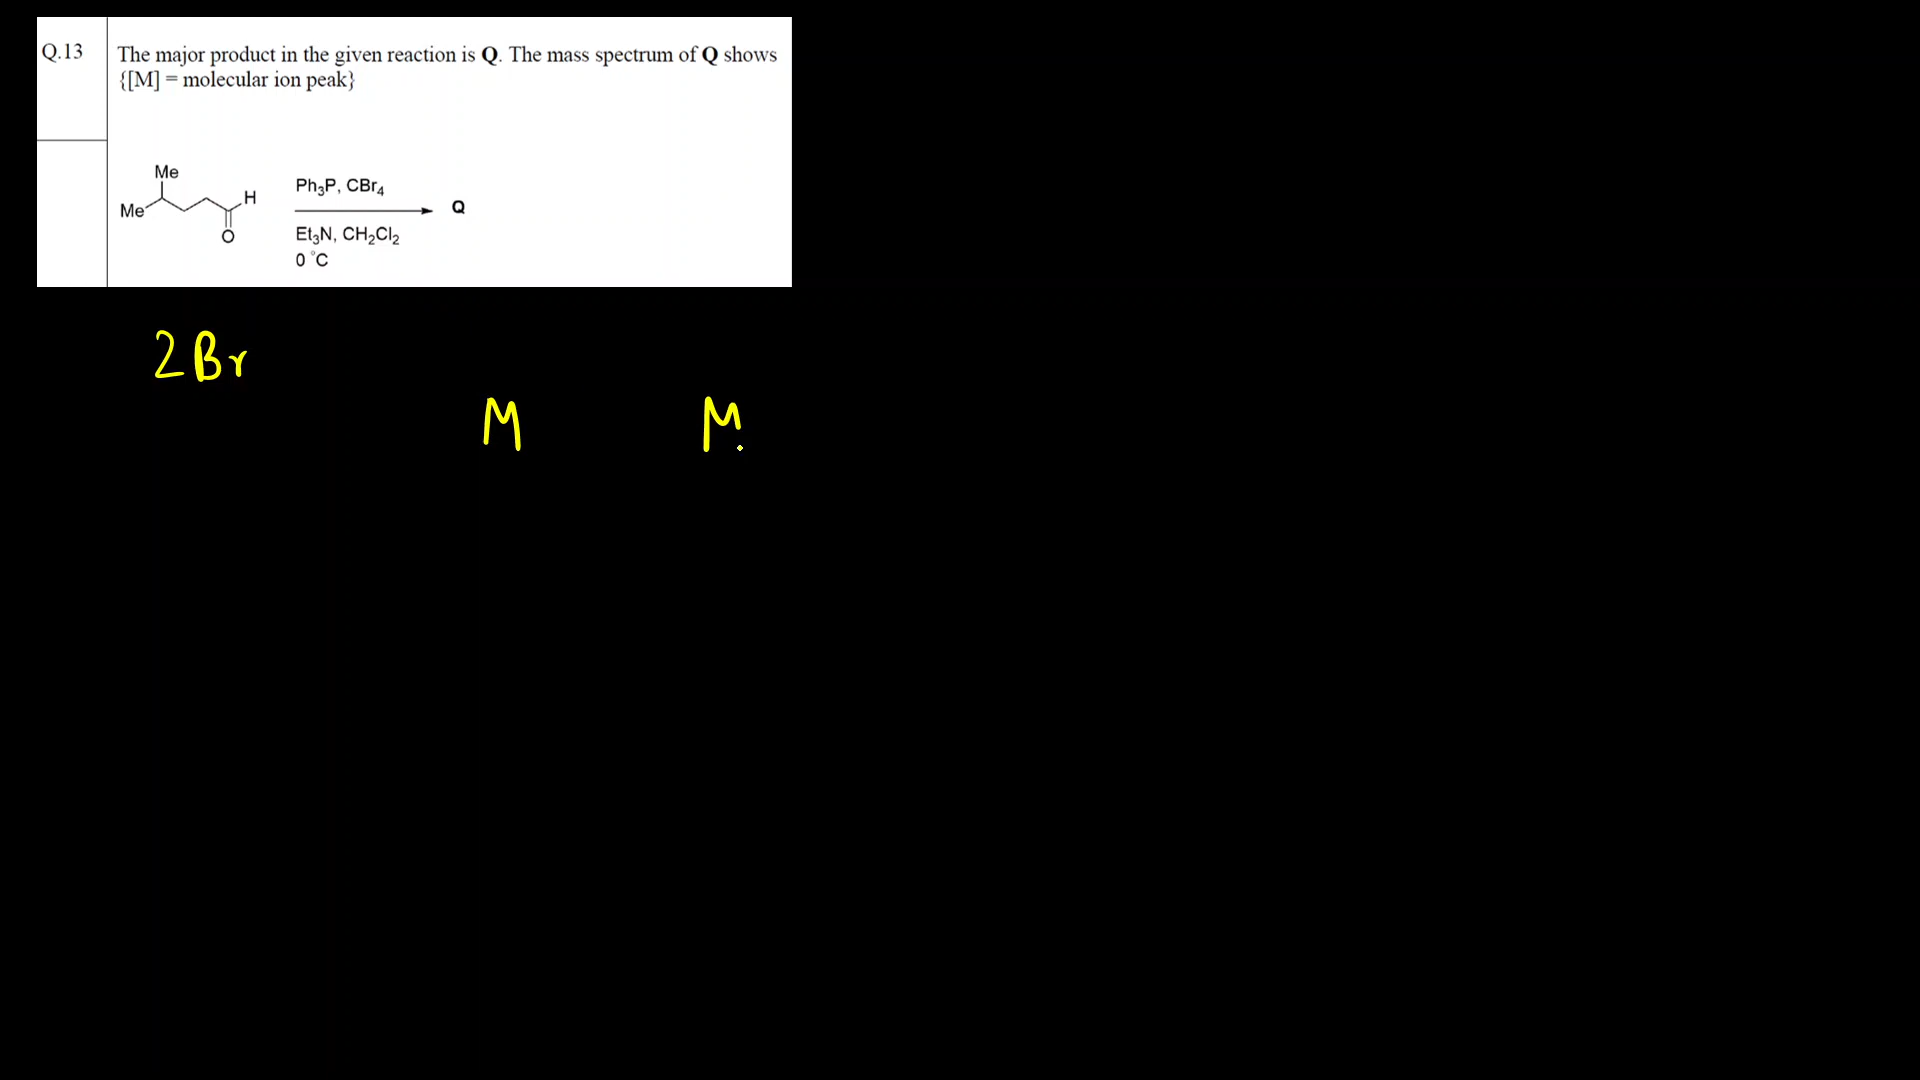 Q.13 The major product in the given reaction is Q. The mass spectrum of Q shows
{[M] = molecular ion peak}
Me
Me
H
O
Ph₃P, CBr₄
Et₃N, CH₂Cl₂
0 °C
Q
2Br
M M